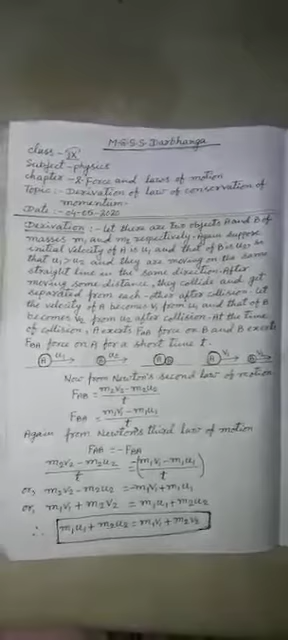 M.G.S.S Darbhanga
class :- IX
Subject - physics
chapter - 2. Force and laws of motion
Topic:- Derivation of law of conservation of
momentum.
Date :- 04-05-2020
Derivation :- let there are two objects A and B of
masses m1 and m2 respectively. Again suppose
initial velocity of A is u1 and that of B is u2, so
that u1 > u2 and they are moving on the same
straight line in the same direction. After
moving some distance, they collide and get
separated from each-other after collision. let
the velocity of A becomes v1 from u1 and that of B
becomes v2 from u2 after collision. At the time
of collision, A exerts FAB force on B and B exerts
FBA force on A for a short time t.
A u1 B u2 A B A v1 B v2
Now from Newton's second law of motion
FAB = m2v2 - m2u2 / t
FBA = m1v1 - m1u1 / t
Again from Newton's third law of motion
FAB = - FBA
m2v2 - m2u2 / t = -(m1v1 - m1u1 / t)
or, m2v2 - m2u2 = -m1v1 + m1u1
or, m1v1 + m2v2 = m1u1 + m2u2
∴ m1u1 + m2u2 = m1v1 + m2v2